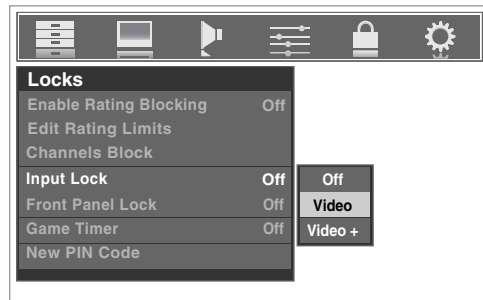 Locks
Enable Rating Blocking Off
Edit Rating Limits
Channels Block
Input Lock Off Off
Front Panel Lock Off Video
Game Timer Off Video +
New PIN Code